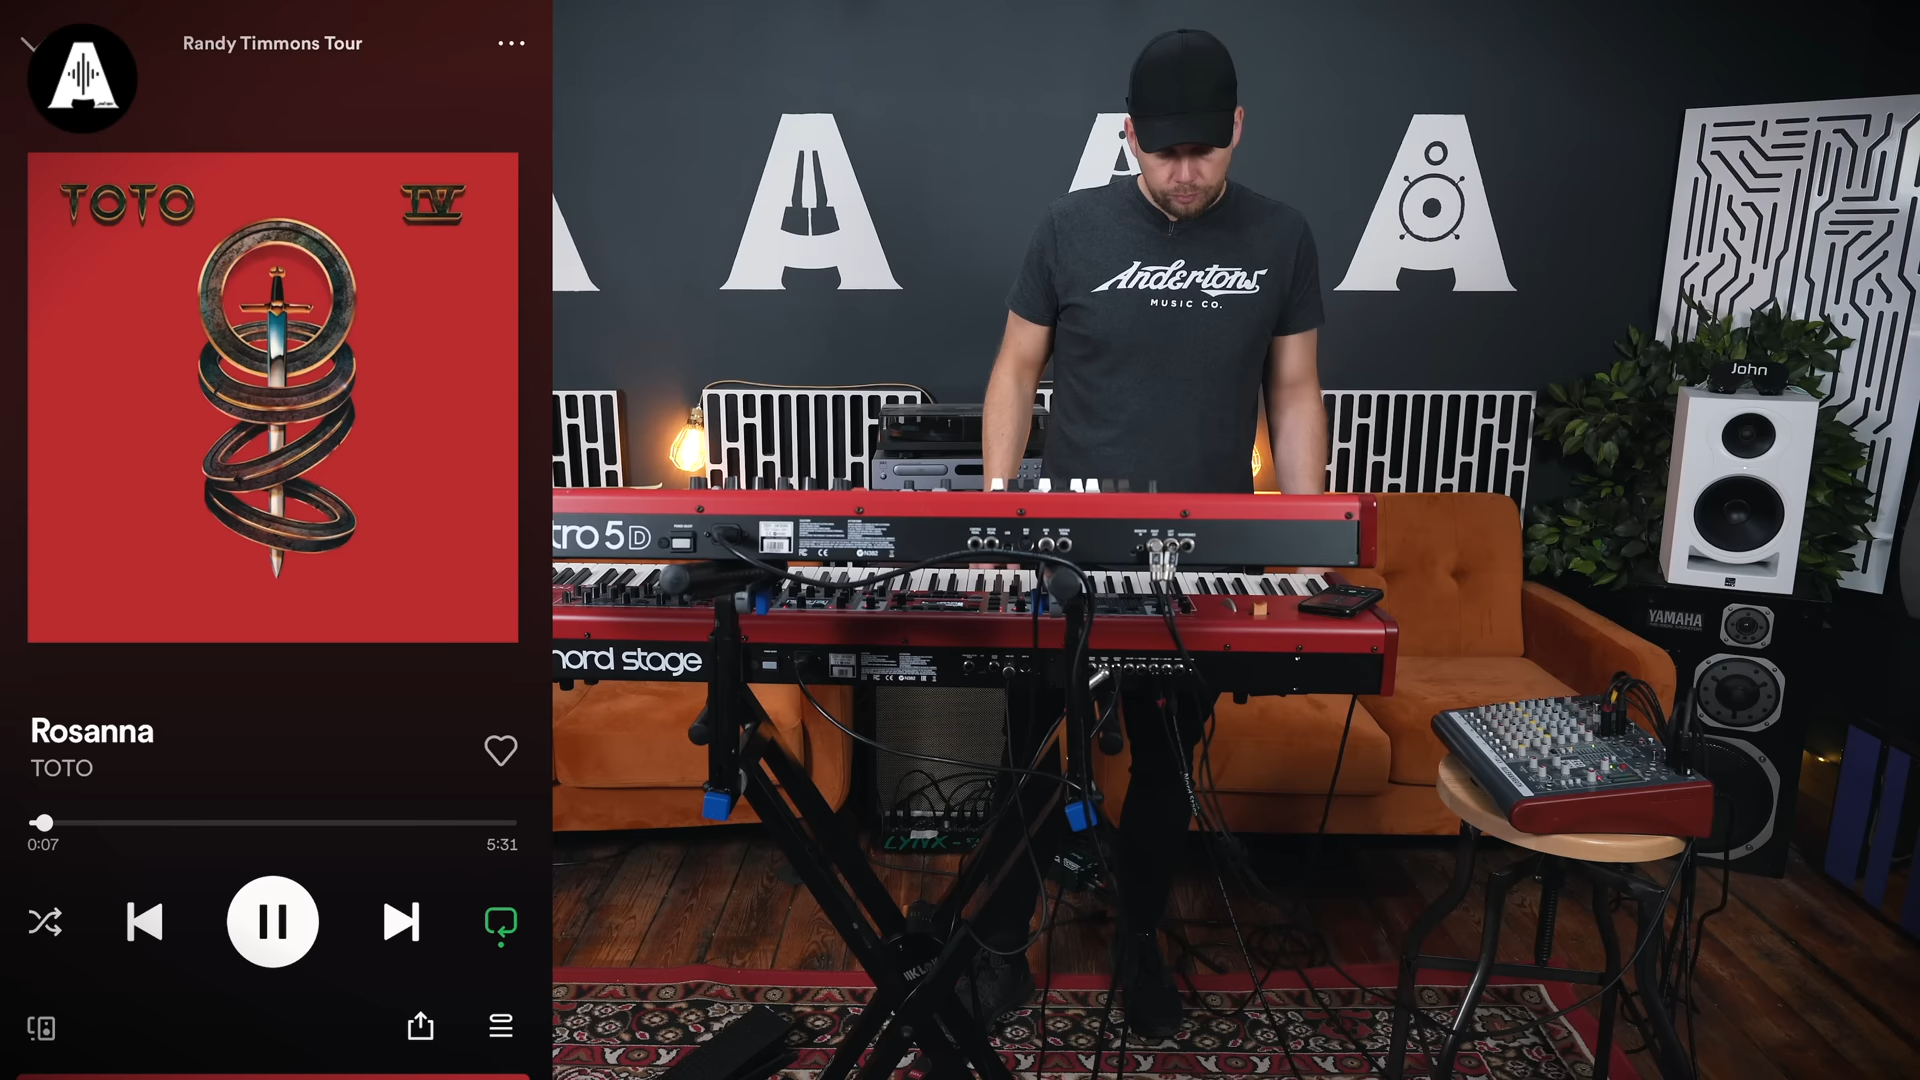 Randy Timmons Tour
TOTO
IV
Rosanna
TOTO
0:07
5:31
Andertons
MUSIC CO.
tro 5D
nord stage
John
YAMAHA
LYNX